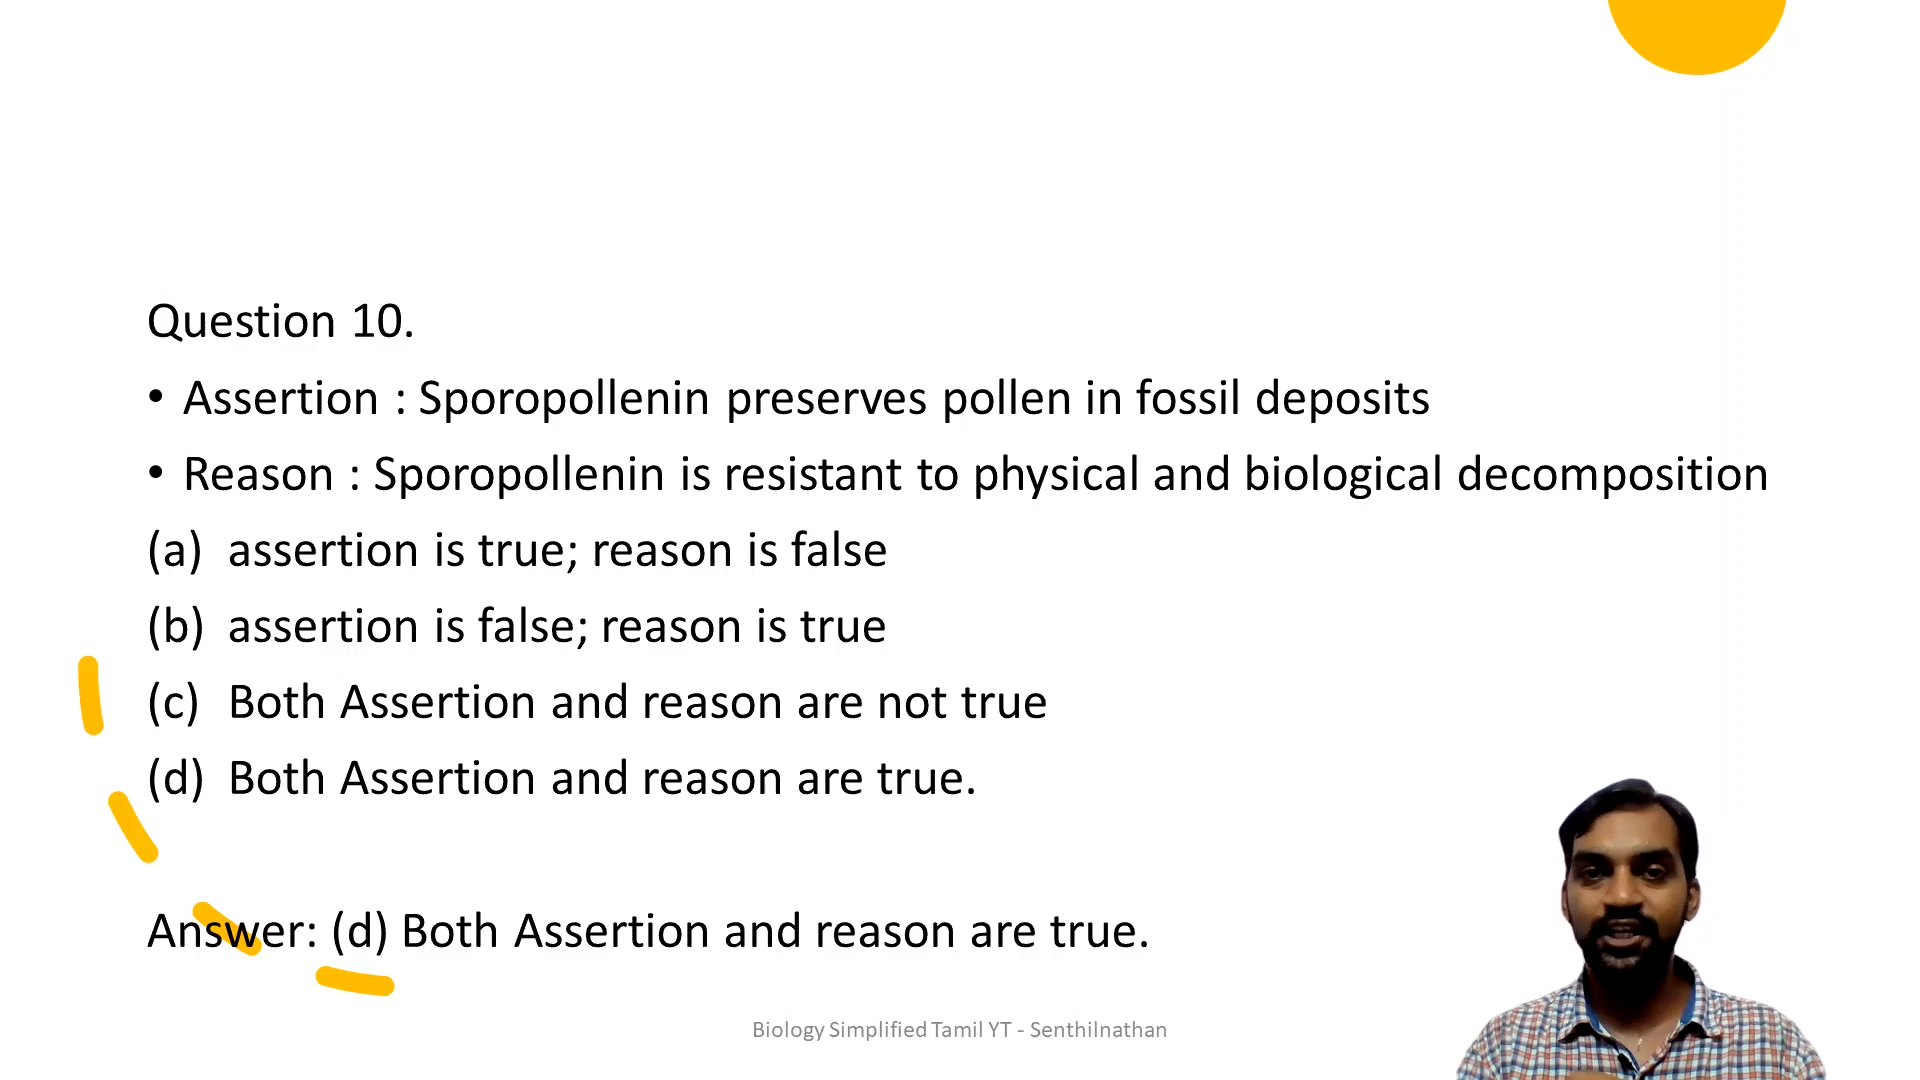 Question 10.
• Assertion : Sporopollenin preserves pollen in fossil deposits
• Reason : Sporopollenin is resistant to physical and biological decomposition
(a) assertion is true; reason is false
(b) assertion is false; reason is true
(c) Both Assertion and reason are not true
(d) Both Assertion and reason are true.
Answer: (d) Both Assertion and reason are true.
Biology Simplified Tamil YT - Senthilnathan